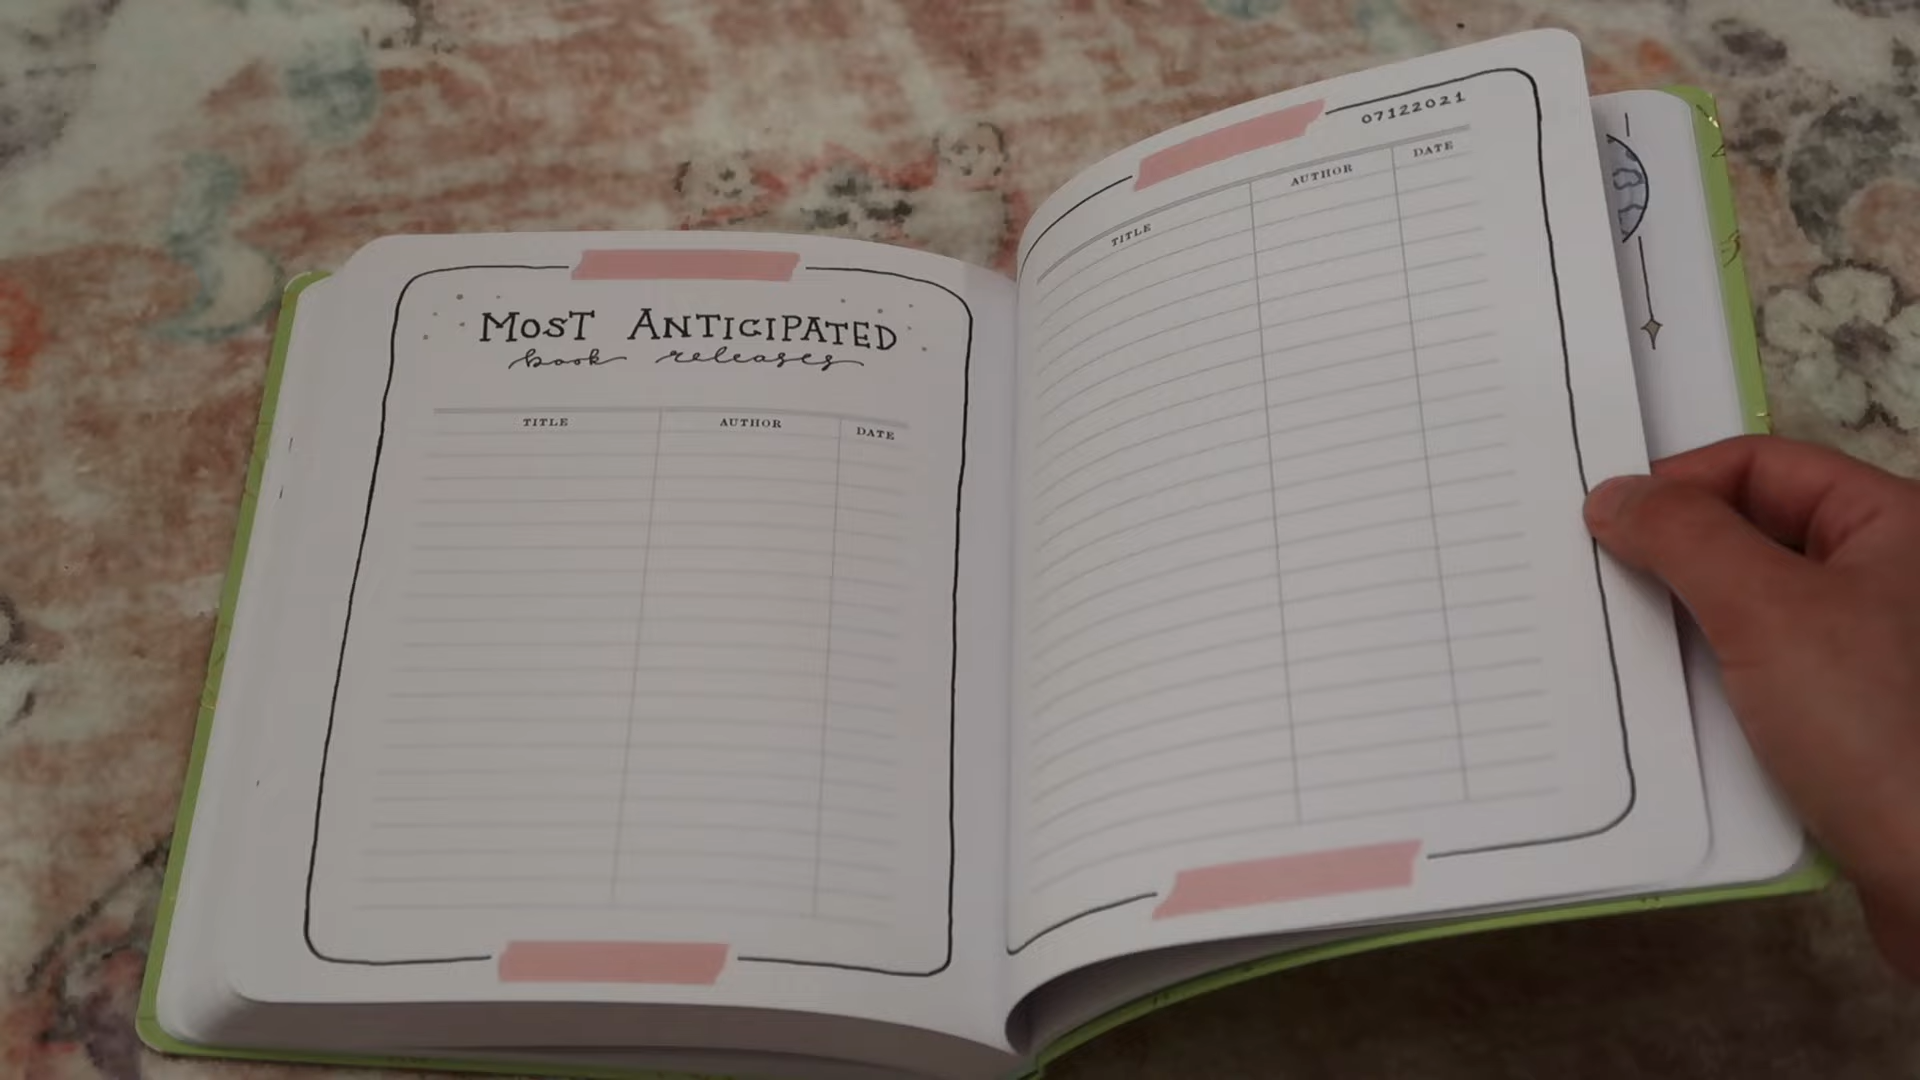 MOST ANTICIPATED
book releases
TITLE AUTHOR DATE
07122021
TITLE AUTHOR DATE